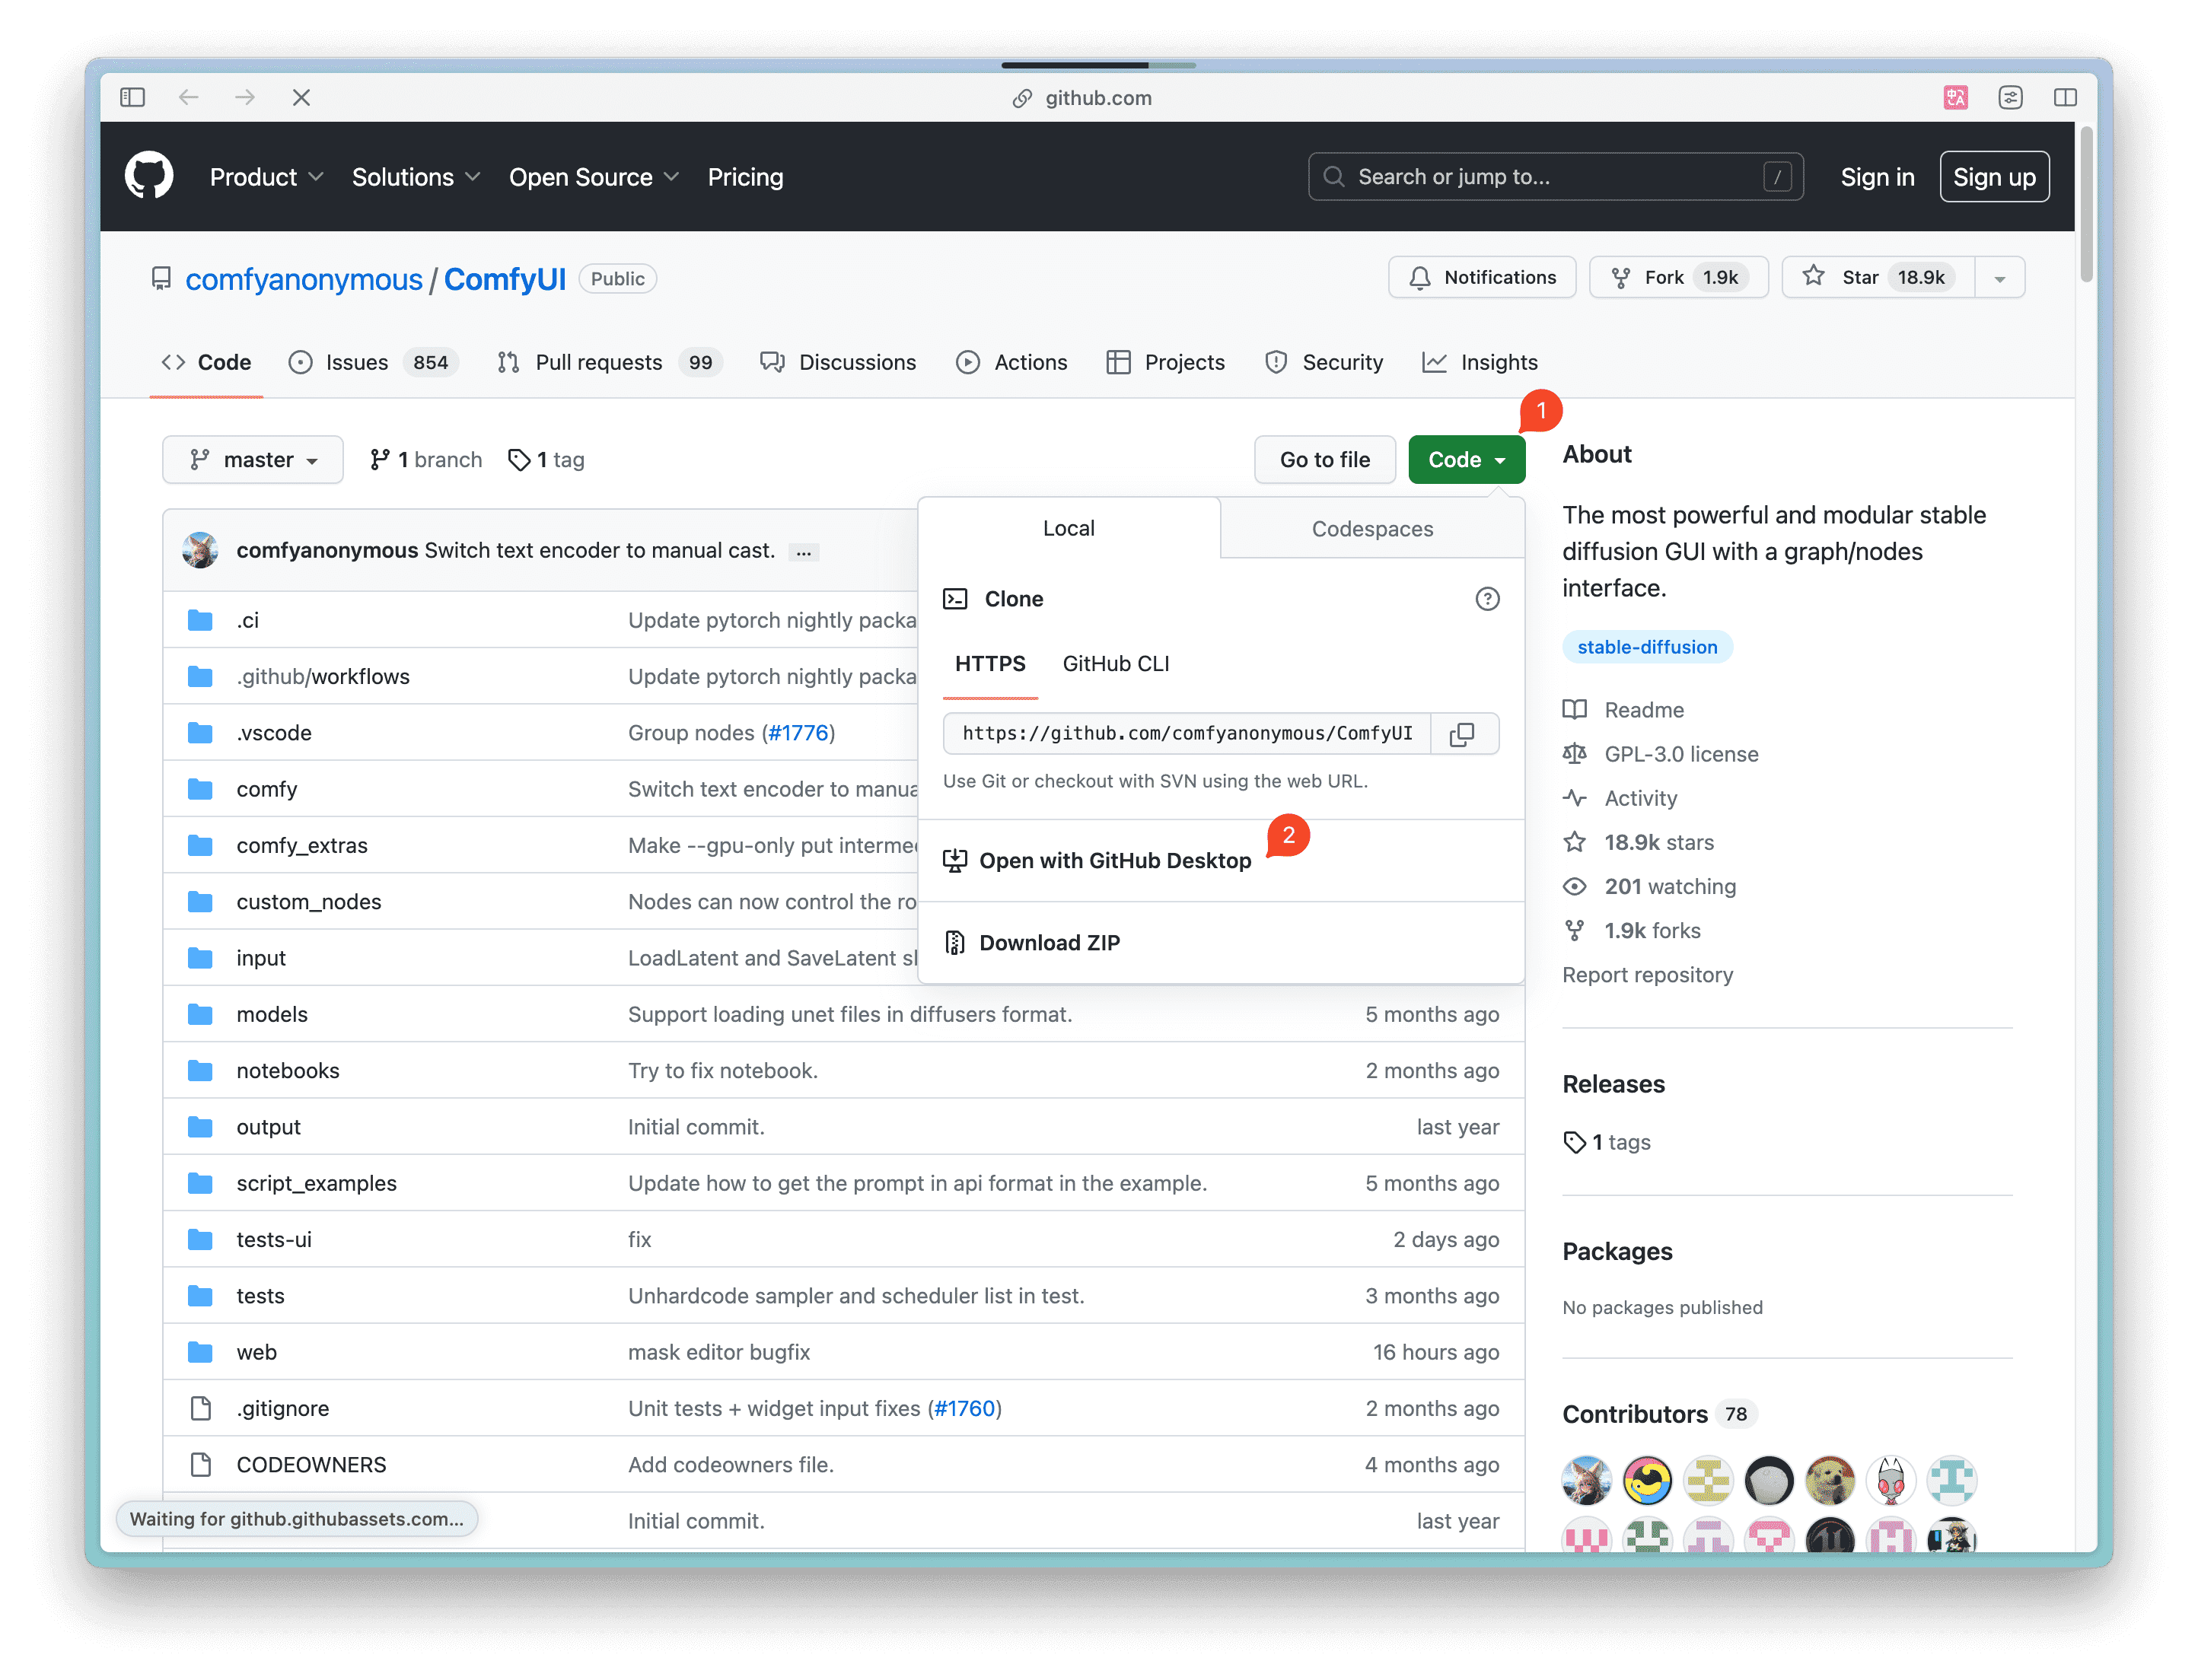 github.com
Product Solutions Open Source Pricing Search or jump to... / Sign in Sign up
comfyanonymous / ComfyUI Public Notifications Fork 1.9k Star 18.9k
Code Issues 854 Pull requests 99 Discussions Actions Projects Security Insights
1
master 1 branch 1 tag Go to file Code
Local Codespaces
Clone
HTTPS GitHub CLI
https://github.com/comfyanonymous/ComfyUI
Use Git or checkout with SVN using the web URL.
2
Open with GitHub Desktop
Download ZIP
comfyanonymous Switch text encoder to manual cast. ...
.ci Update pytorch nightly packa
.github/workflows Update pytorch nightly packa
.vscode Group nodes (#1776)
comfy Switch text encoder to manua
comfy_extras Make --gpu-only put intermed
custom_nodes Nodes can now control the ro
input LoadLatent and SaveLatent sl
models Support loading unet files in diffusers format. 5 months ago
notebooks Try to fix notebook. 2 months ago
output Initial commit. last year
script_examples Update how to get the prompt in api format in the example. 5 months ago
tests-ui fix 2 days ago
tests Unhardcode sampler and scheduler list in test. 3 months ago
web mask editor bugfix 16 hours ago
.gitignore Unit tests + widget input fixes (#1760) 2 months ago
CODEOWNERS Add codeowners file. 4 months ago
Initial commit. last year
Waiting for github.githubassets.com...
About
The most powerful and modular stable
diffusion GUI with a graph/nodes
interface.
stable-diffusion
Readme
GPL-3.0 license
Activity
18.9k stars
201 watching
1.9k forks
Report repository
Releases
1 tags
Packages
No packages published
Contributors 78